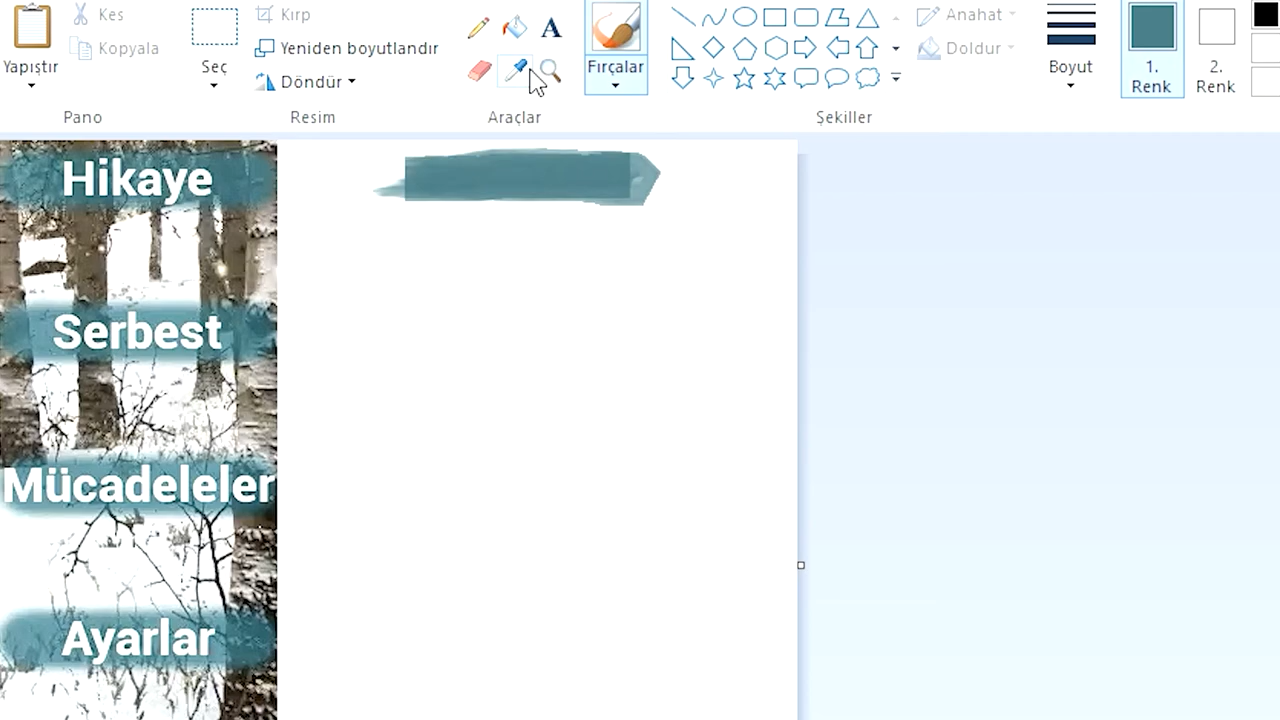 Yapıştır
Kes
Kopyala
Pano
Seç
Kırp
Yeniden boyutlandır
Döndür
Resim
A
Araçlar
Fırçalar
Şekiller
Anahat
Doldur
Boyut
1.
Renk
2.
Renk
Hikaye
Serbest
Mücadeleler
Ayarlar